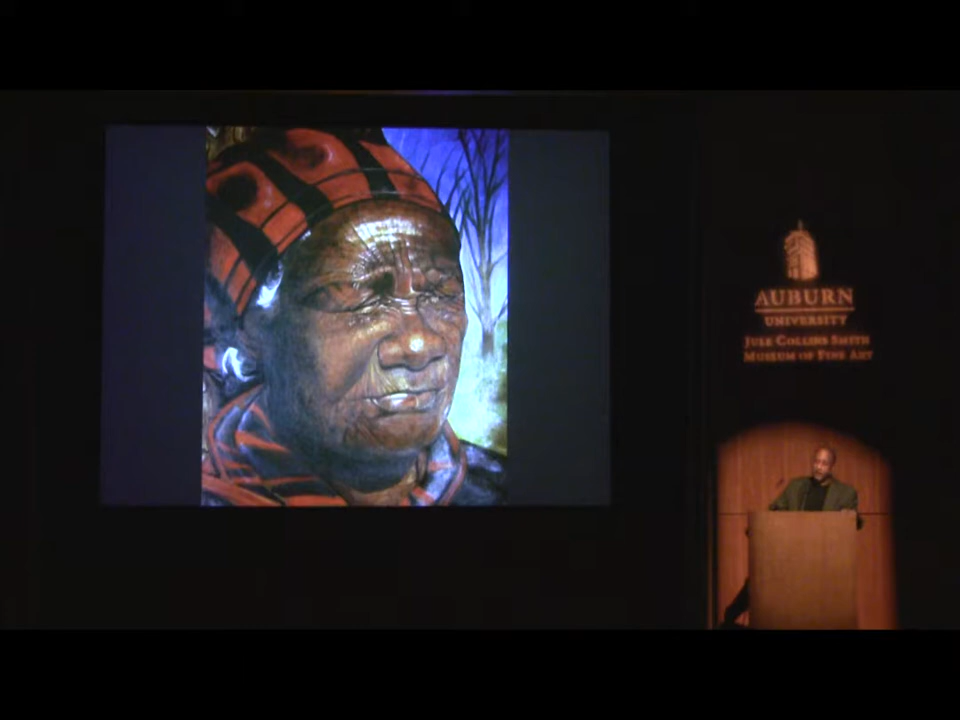 AUBURN
UNIVERSITY
JULE COLLINS SMITH
MUSEUM OF FINE ART